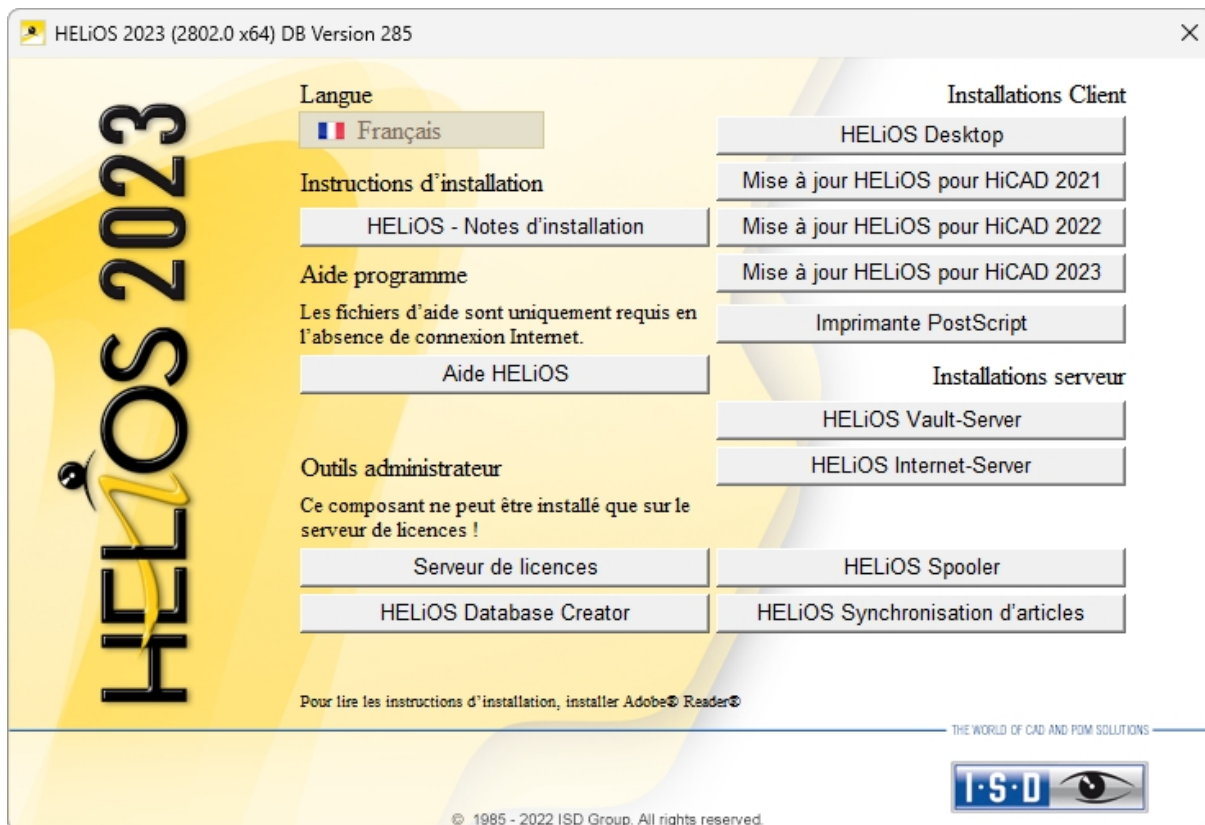 HELiOS 2023 (2802.0 x64) DB Version 285
HELiOS 2023
Langue
Français
Instructions d'installation
HELiOS - Notes d'installation
Aide programme
Les fichiers d'aide sont uniquement requis en
l'absence de connexion Internet.
Aide HELiOS
Outils administrateur
Ce composant ne peut être installé que sur le
serveur de licences !
Serveur de licences
HELiOS Database Creator
Installations Client
HELiOS Desktop
Mise à jour HELiOS pour HiCAD 2021
Mise à jour HELiOS pour HiCAD 2022
Mise à jour HELiOS pour HiCAD 2023
Imprimante PostScript
Installations serveur
HELiOS Vault-Server
HELiOS Internet-Server
HELiOS Spooler
HELiOS Synchronisation d'articles
Pour lire les instructions d'installation, installer Adobe® Reader®
THE WORLD OF CAD AND PDM SOLUTIONS
I·S·D
© 1985 - 2022 ISD Group. All rights reserved.